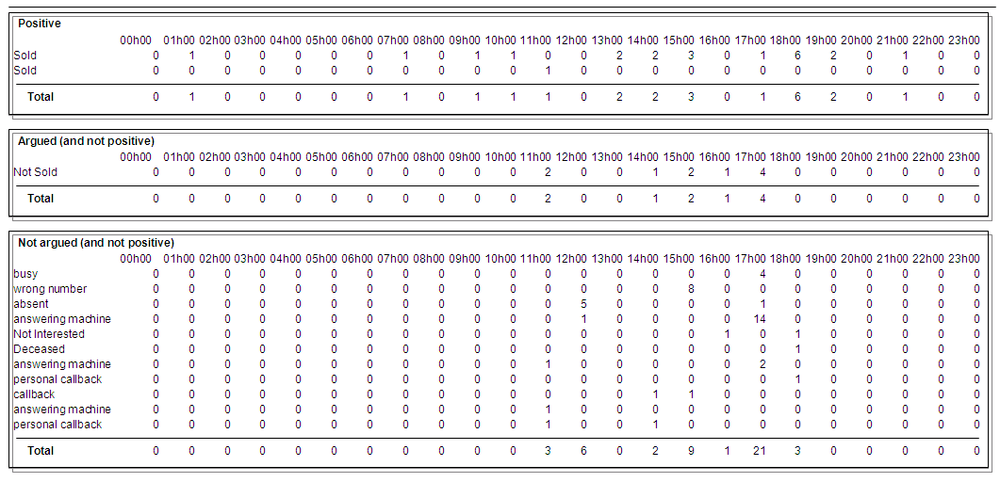 Positive
00h00 01h00 02h00 03h00 04h00 05h00 06h00 07h00 08h00 09h00 10h00 11h00 12h00 13h00 14h00 15h00 16h00 17h00 18h00 19h00 20h00 21h00 22h00 23h00
Sold 0 1 0 0 0 0 0 1 0 1 1 0 0 2 2 3 0 1 6 2 0 1 0 0
Sold 0 0 0 0 0 0 0 0 0 0 0 1 0 0 0 0 0 0 0 0 0 0 0 0
Total 0 1 0 0 0 0 0 1 0 1 1 1 0 2 2 3 0 1 6 2 0 1 0 0
Argued (and not positive)
00h00 01h00 02h00 03h00 04h00 05h00 06h00 07h00 08h00 09h00 10h00 11h00 12h00 13h00 14h00 15h00 16h00 17h00 18h00 19h00 20h00 21h00 22h00 23h00
Not Sold 0 0 0 0 0 0 0 0 0 0 0 2 0 0 1 2 1 4 0 0 0 0 0 0
Total 0 0 0 0 0 0 0 0 0 0 0 2 0 0 1 2 1 4 0 0 0 0 0 0
Not argued (and not positive)
00h00 01h00 02h00 03h00 04h00 05h00 06h00 07h00 08h00 09h00 10h00 11h00 12h00 13h00 14h00 15h00 16h00 17h00 18h00 19h00 20h00 21h00 22h00 23h00
busy 0 0 0 0 0 0 0 0 0 0 0 0 0 0 0 0 0 4 0 0 0 0 0 0
wrong number 0 0 0 0 0 0 0 0 0 0 0 0 0 0 0 8 0 0 0 0 0 0 0 0
absent 0 0 0 0 0 0 0 0 0 0 0 0 5 0 0 0 0 1 0 0 0 0 0 0
answering machine 0 0 0 0 0 0 0 0 0 0 0 0 1 0 0 0 0 14 0 0 0 0 0 0
Not Interested 0 0 0 0 0 0 0 0 0 0 0 0 0 0 0 0 1 0 1 0 0 0 0 0
Deceased 0 0 0 0 0 0 0 0 0 0 0 0 0 0 0 0 0 0 1 0 0 0 0 0
answering machine 0 0 0 0 0 0 0 0 0 0 0 1 0 0 0 0 0 2 0 0 0 0 0 0
personal callback 0 0 0 0 0 0 0 0 0 0 0 0 0 0 0 0 0 0 1 0 0 0 0 0
callback 0 0 0 0 0 0 0 0 0 0 0 0 0 0 1 1 0 0 0 0 0 0 0 0
answering machine 0 0 0 0 0 0 0 0 0 0 0 1 0 0 0 0 0 0 0 0 0 0 0 0
personal callback 0 0 0 0 0 0 0 0 0 0 0 1 0 0 1 0 0 0 0 0 0 0 0 0
Total 0 0 0 0 0 0 0 0 0 0 0 3 6 0 2 9 1 21 3 0 0 0 0 0